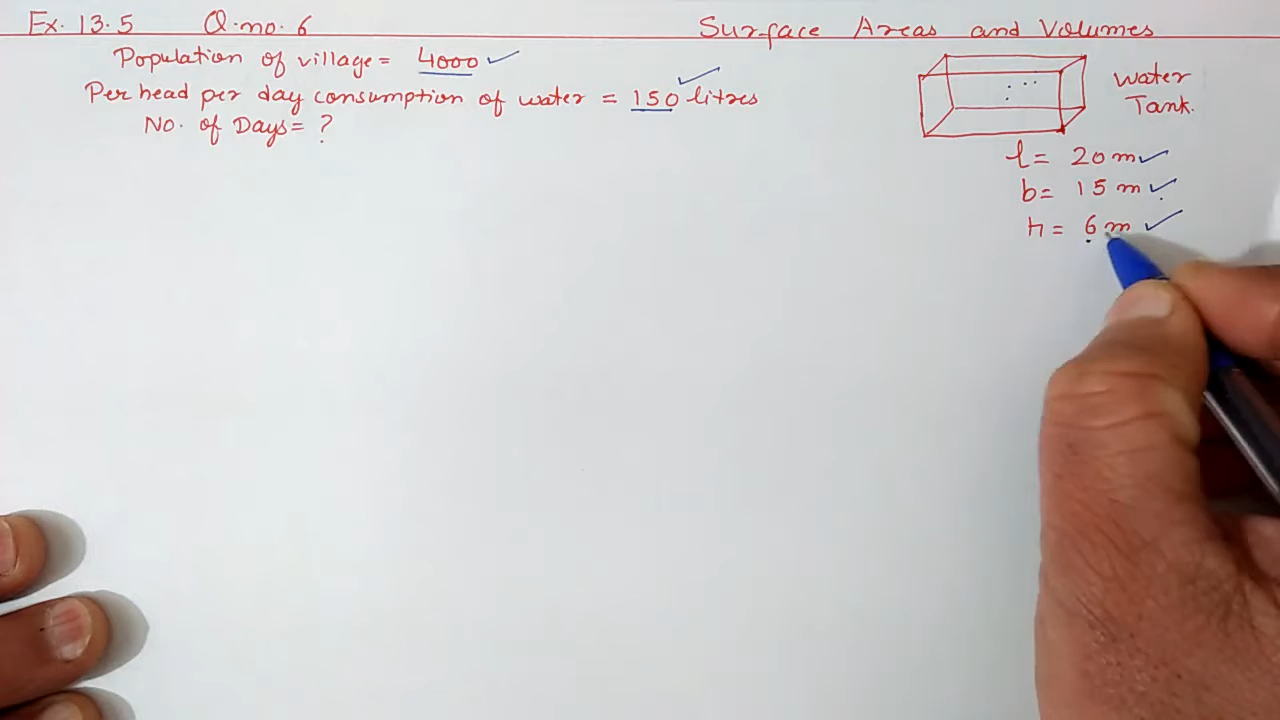 Ex. 13.5 Q.no. 6 Surface Areas and Volumes
Population of village = 4000
Per head per day consumption of water = 150 litres
No. of Days = ?
water
Tank.
l = 20 m
b = 15 m
h = 6 m